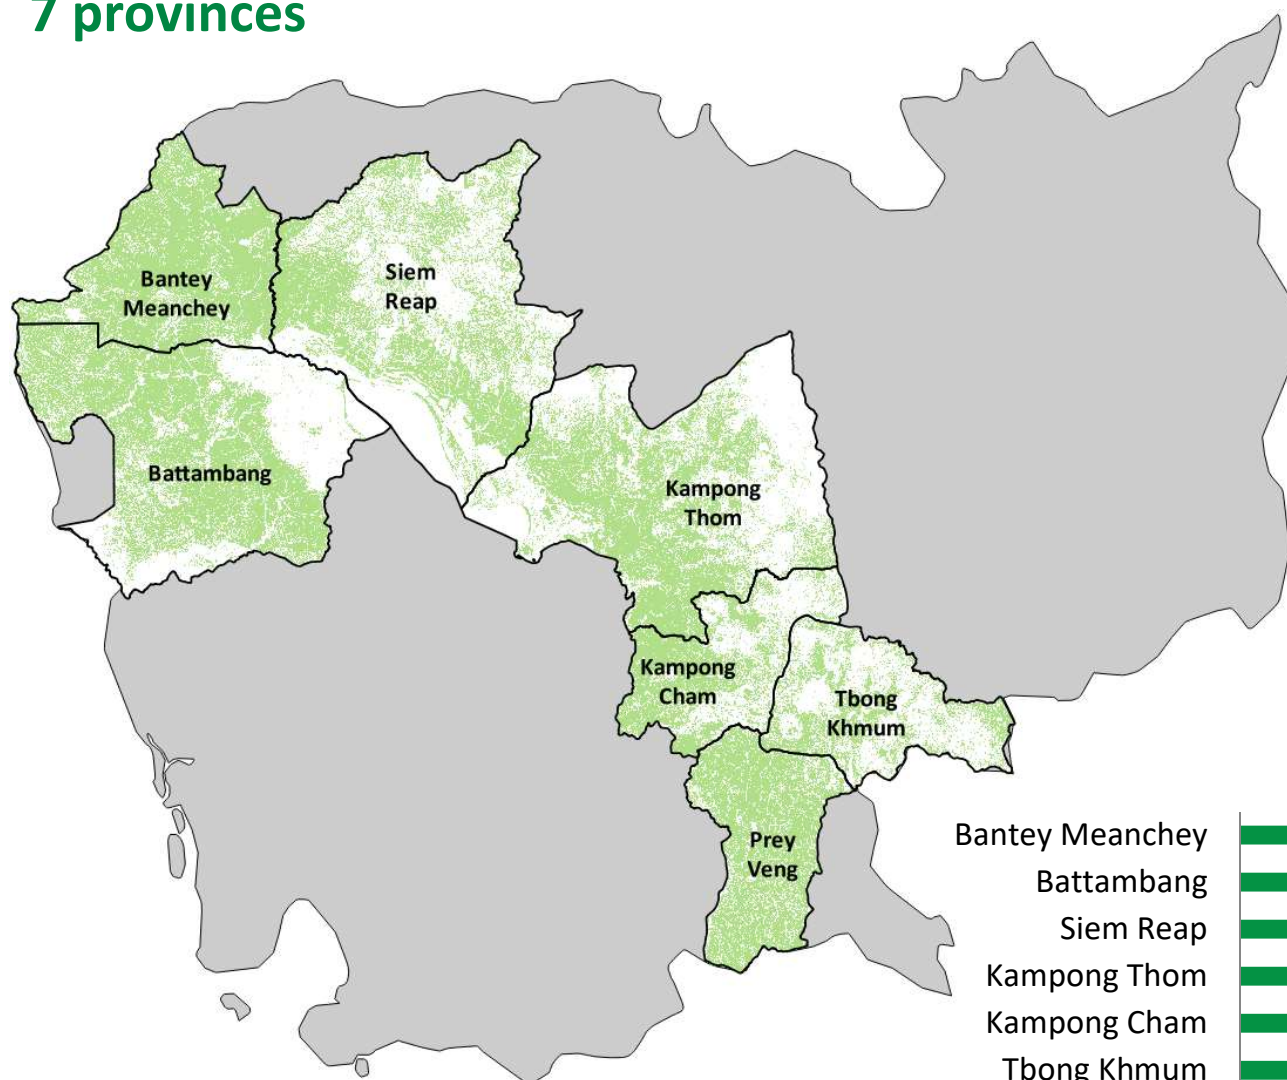 7 provinces
Bantey
Meanchey
Siem
Reap
Battambang
Kampong
Thom
Kampong
Cham
Tbong
Khmum
Prey
Veng
Bantey Meanchey
Battambang
Siem Reap
Kampong Thom
Kampong Cham
Tbong Khmum